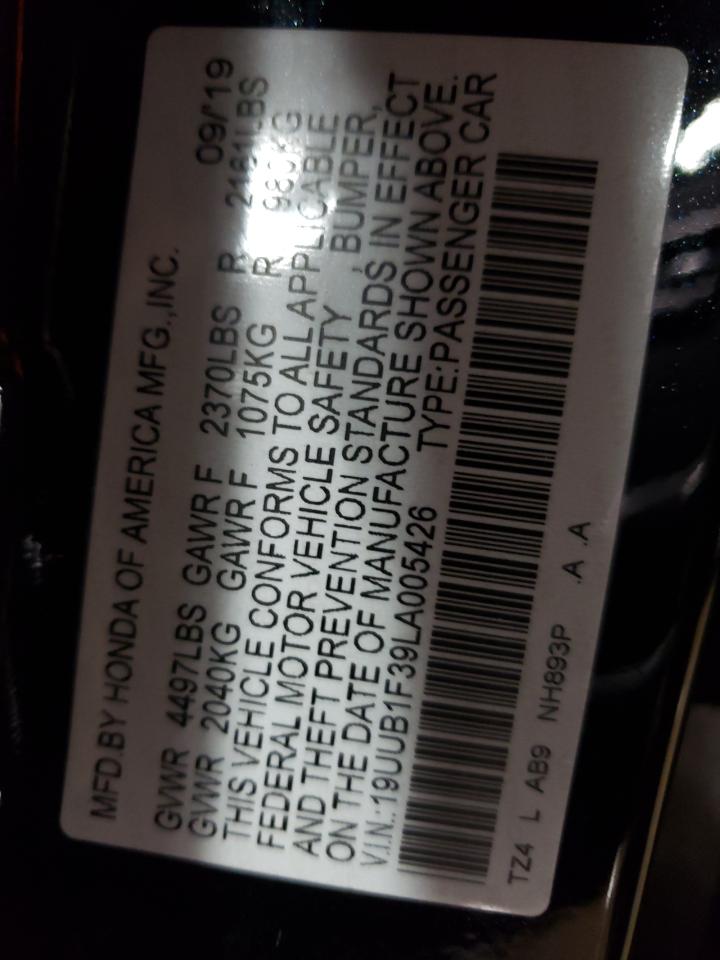 MFD.BY HONDA OF AMERICA MFG.,INC. 09/'19
GVWR 4497LBS GAWR F 2370LBS R 2161LBS
GVWR 2040KG GAWR F 1075KG R 980KG
THIS VEHICLE CONFORMS TO ALL APPLICABLE
FEDERAL MOTOR VEHICLE SAFETY , BUMPER,
AND THEFT PREVENTION STANDARDS IN EFFECT
ON THE DATE OF MANUFACTURE SHOWN ABOVE.
V.I.N.:19UUB1F39LA005426 TYPE:PASSENGER CAR
TZ4 L AB9 NH893P .A .A